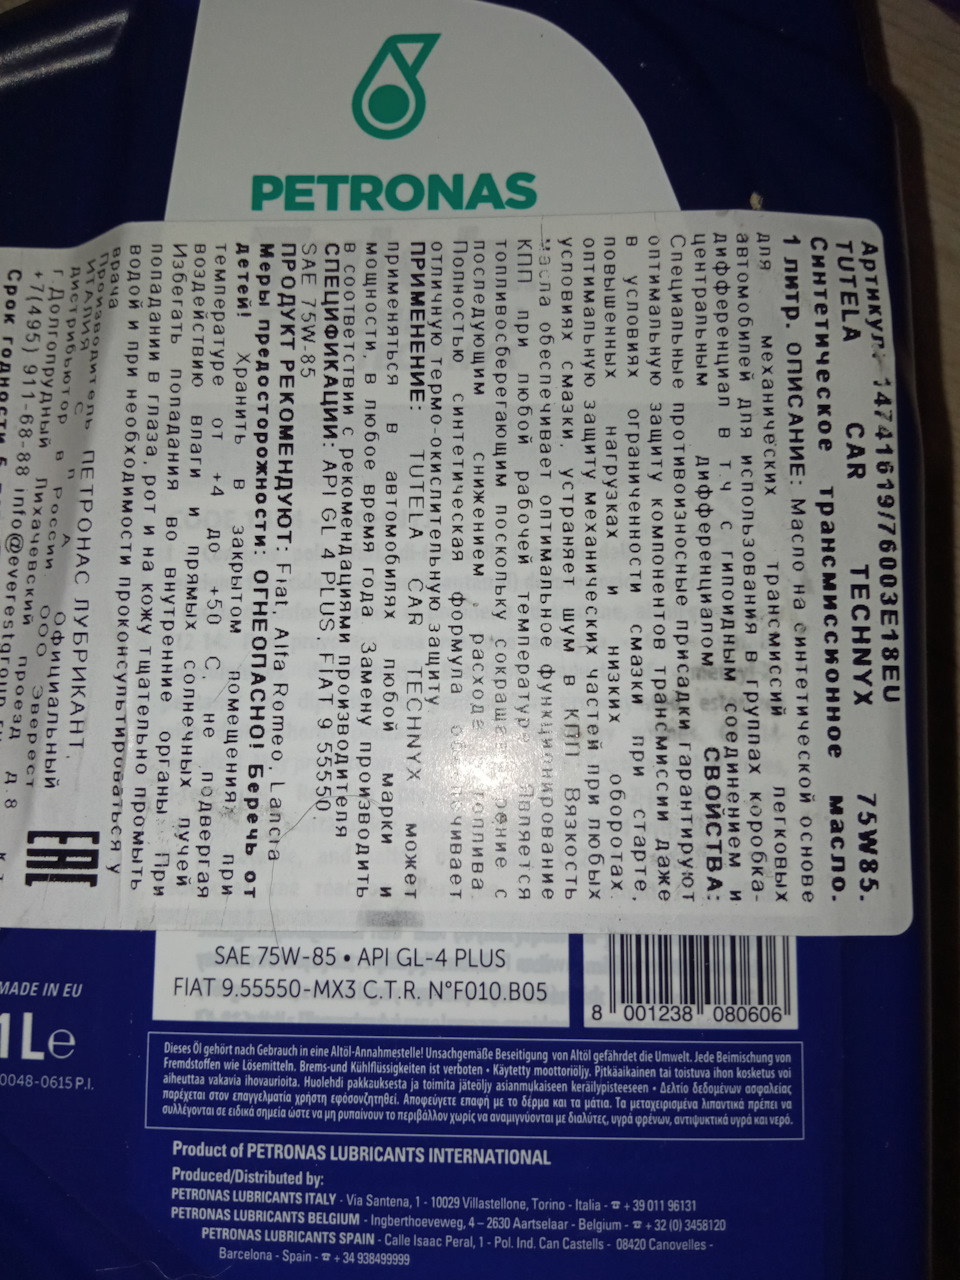 PETRONAS
Артикул: 14741619/76003E18EU
TUTELA CAR TECHNYX 75W85-
Синтетическое трансмиссионное масло.
1 литр. ОПИСАНИЕ: Масло на синтетической основе
для механических трансмиссий легковых
автомобилей для использования в группах коробка-
дифференциал в т.ч с гипоидным соединением и
центральным дифференциалом СВОЙСТВА:
Специальные противоизносные присадки гарантируют
оптимальную защиту компонентов трансмиссии даже
в условиях ограниченности смазки при старте,
повышенных нагрузках и низких оборотах.
оптимальную защиту механических частей при любых
условиях смазки, устраняет шум в КПП Вязкость
масла обеспечивает оптимальное функционирование
КПП при любой рабочей температуре. Является
топливосберегающим поскольку сокращает трение с
последующим снижением расхода топлива.
Полностью синтетическая формула обеспечивает
отличную термо-окислительную защиту.
ПРИМЕНЕНИЕ: TUTELA CAR TECHNYX может
применяться в автомобилях любой марки и
мощности, в любое время года Замену производить
в соответствии с рекомендациями производителя
СПЕЦИФИКАЦИИ: API GL 4 PLUS. FIAT 9.55550.
SAE 75W-85
ПРОДУКТ РЕКОМЕНДУЮТ: Fiat, Alfa Romeo, Lancia
Меры предосторожности: ОГНЕОПАСНО! Беречь от
детей! Хранить в закрытом помещения, при
температуре от +4 до +50 С, не подвергая
воздействию влаги и прямых солнечных лучей
Избегать попадания во внутренние органы При
попадании в глаза, рот и на кожу тщательно промыть
водой и при необходимости проконсультироваться у
врача
Производитель ПЕТРОНАС ЛУБРИКАНТ,
ИТАЛИЯ С.п.А Официальный
дистрибьютор в России ООО Эверест
г.Долгопрудный Лихачевский проезд д.8
+7(495) 911-68-88 info@everestgroup.ru
Срок годности 5
EAC
SAE 75W-85 • API GL-4 PLUS
FIAT 9.55550-MX3 C.T.R. N°F010.B05
8 001238 080606
MADE IN EU
1L e
0048-0615 P.I.
Dieses Öl gehört nach Gebrauch in eine Altöl-Annahmestelle! Unsachgemäße Beseitigung von Altöl gefährdet die Umwelt. Jede Beimischung von
Fremdstoffen wie Lösemitteln. Brems-und Kühlflüssigkeiten ist verboten • Käytetty moottoriöljy. Pitkäaikainen tai toistuva ihon kosketus voi
aiheuttaa vakavia ihovaurioita. Huolehdi pakkauksesta ja toimita jäteöljy asianmukaiseen keräilypisteeseen • Δελτίο δεδομένων ασφαλείας
παρέχεται στον επαγγελματία χρήστη εφόσονζητηθεί. Αποφεύγετε επαφή με το δέρμα και τα μάτια. Τα μεταχειρισμένα λιπαντικά πρέπει να
συλλέγονται σε ειδικά σημεία ώστε να μη ρυπαίνουν το περιβάλλον χωρίς να αναμιγνύονται με διαλύτες, υγρά φρένων, αντιψυκτικά υγρά και νερό.
Product of PETRONAS LUBRICANTS INTERNATIONAL
Produced/Distributed by:
PETRONAS LUBRICANTS ITALY - Via Santena, 1 - 10029 Villastellone, Torino - Italia - ☎ + 39 011 96131
PETRONAS LUBRICANTS BELGIUM - Ingberthoeveweg, 4 – 2630 Aartselaar - Belgium - ☎ + 32 (0) 3458120
PETRONAS LUBRICANTS SPAIN - Calle Isaac Peral, 1 - Pol. Ind. Can Castells - 08420 Canovelles -
Barcelona - Spain - ☎ + 34 938499999